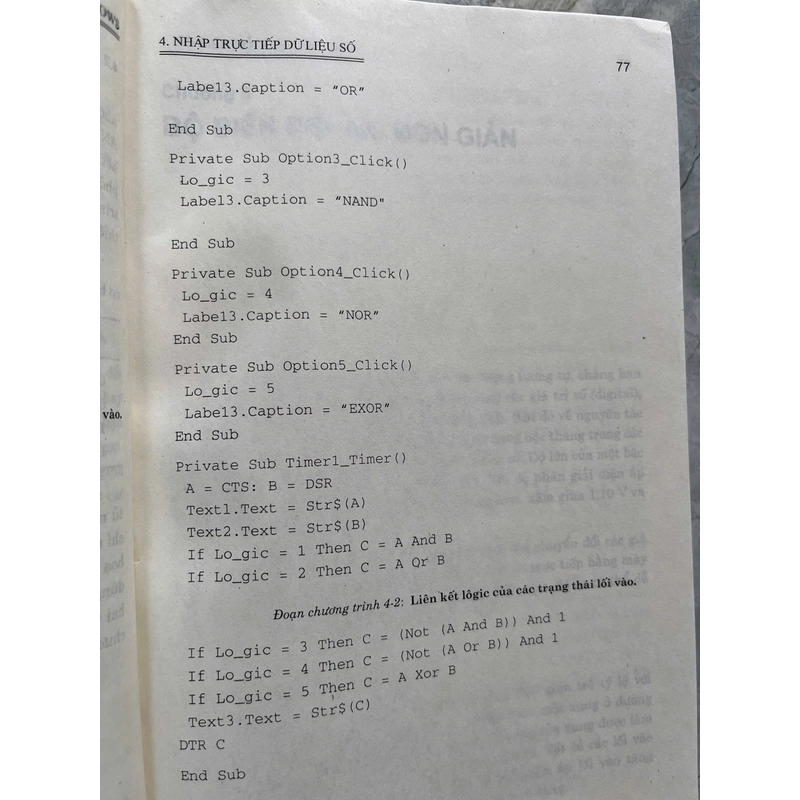 4. NHẬP TRỰC TIẾP DỮ LIỆU SỐ
77
Label3.Caption = "OR"
End Sub
Private Sub Option3_Click()
Lo_gic = 3
Label3.Caption = "NAND"
End Sub
Private Sub Option4_Click()
Lo_gic = 4
Label3.Caption = "NOR"
End Sub
Private Sub Option5_Click()
Lo_gic = 5
Label3.Caption = "EXOR"
End Sub
Private Sub Timer1_Timer()
A = CTS: B = DSR
Text1.Text = Str$(A)
Text2.Text = Str$(B)
If Lo_gic = 1 Then C = A And B
If Lo_gic = 2 Then C = A Or B
Đoạn chương trình 4-2: Liên kết lôgic của các trạng thái lối vào.
If Lo_gic = 3 Then C = (Not (A And B)) And 1
If Lo_gic = 4 Then C = (Not (A Or B)) And 1
If Lo_gic = 5 Then C = A Xor B
Text3.Text = Str$(C)
DTR C
End Sub
vào.